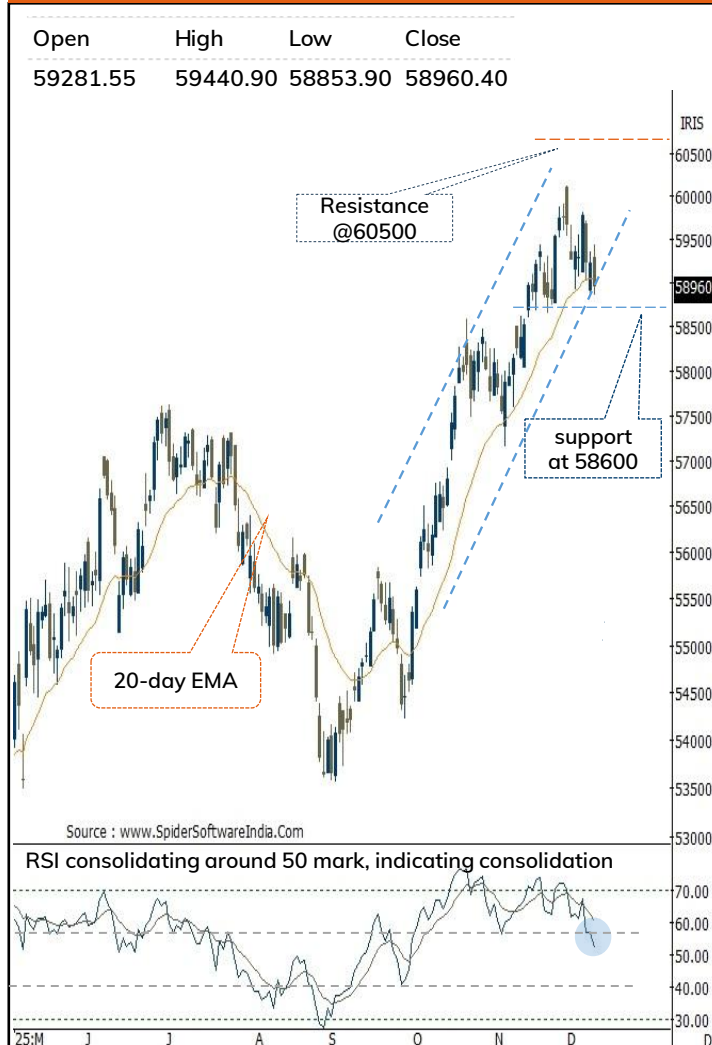 Open High Low Close
59281.55 59440.90 58853.90 58960.40
IRIS
60500
60000
59500
58960
58500
58000
57500
57000
56500
56000
55500
55000
54500
54000
53500
53000
Resistance
@60500
support
at 58600
20-day EMA
Source : www.SpiderSoftwareIndia.Com
RSI consolidating around 50 mark, indicating consolidation
70.00
60.00
50.00
40.00
30.00
25:M J J A S O N D D